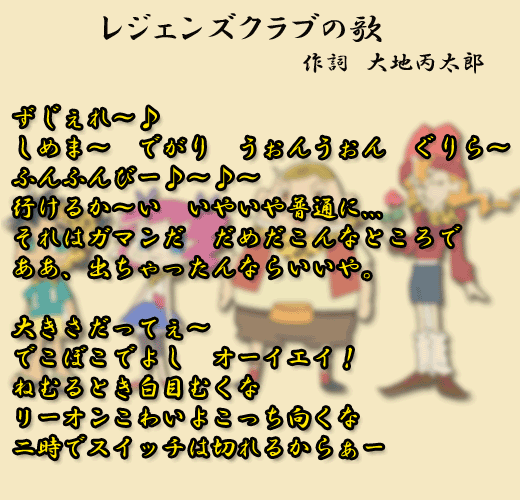 レジェンズクラブの歌
作詞 大地丙太郎
ずじぇれ～♪
しめま～ でがり うぉんうぉん ぐりら～
ふんふんびー♪～♪～
行けるか～い いやいや普通に...
それはガマンだ だめだこんなところで
ああ、出ちゃったんならいいや。
大きさだってぇ～
でこぼこでよし オーイエイ！
ねむるとき白目むくな
リーオンこわいよこっち向くな
二時でスイッチは切れるからぁー